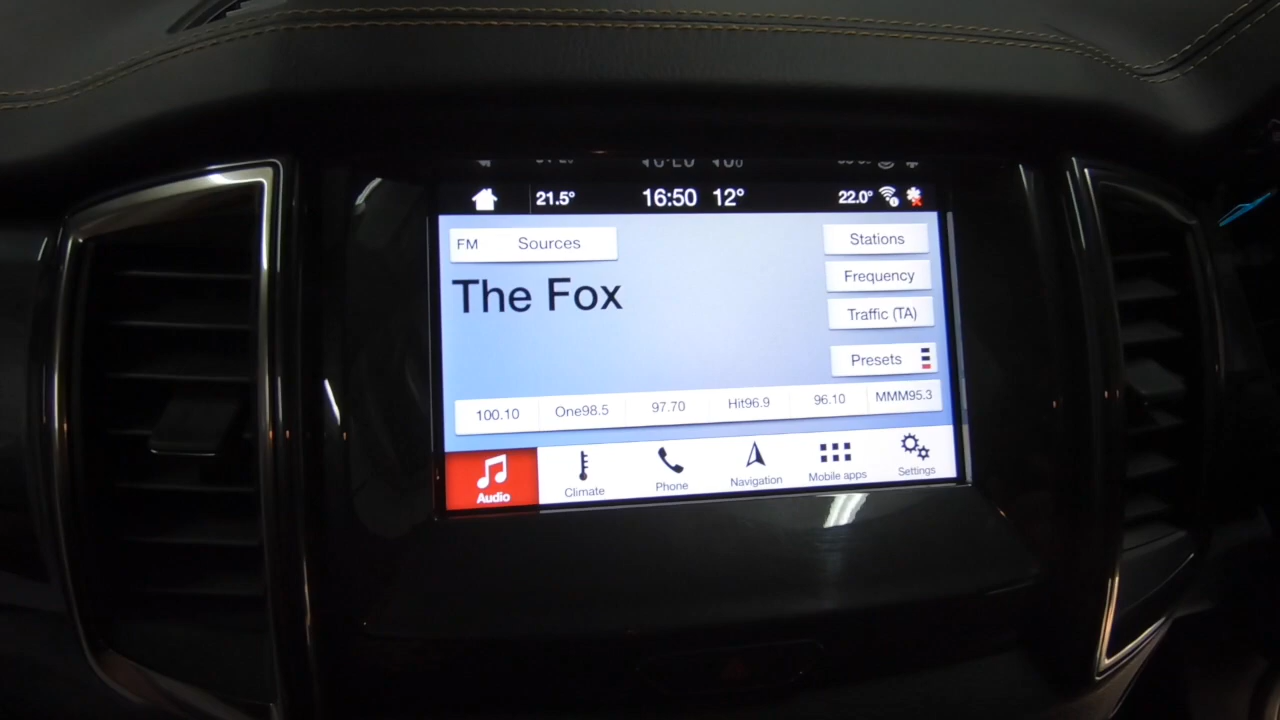 21.5° 16:50 12° 22.0°
FM Sources
Stations
Frequency
The Fox
Traffic (TA)
Presets
100.10 One98.5 97.70 Hit96.9 96.10 MMM95.3
Audio Climate Phone Navigation Mobile apps Settings